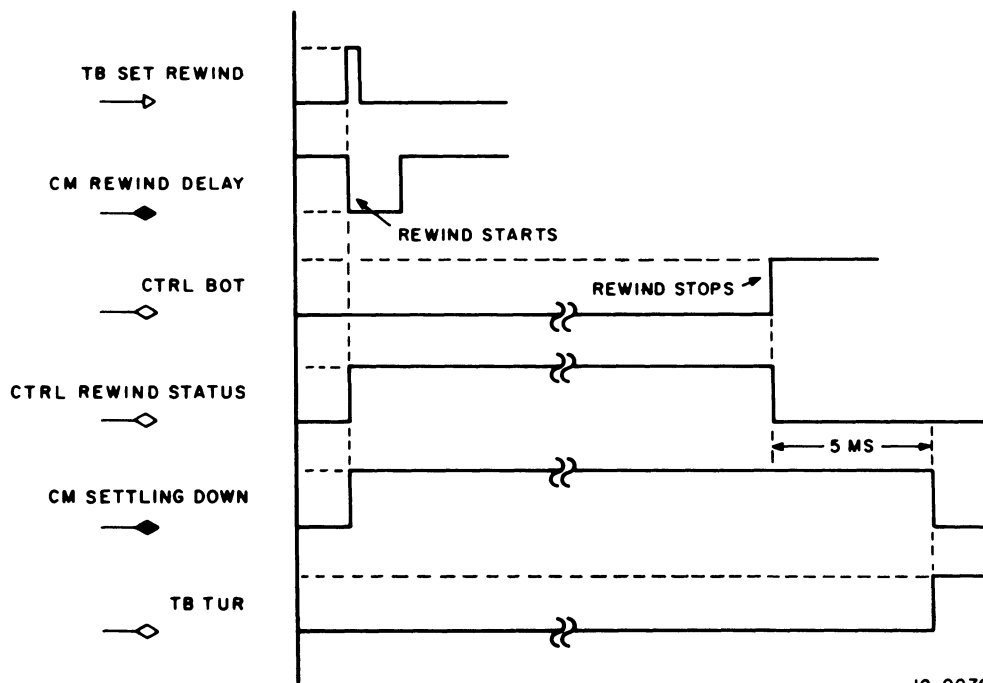 TB SET REWIND
CM REWIND DELAY
REWIND STARTS
CTRL BOT
REWIND STOPS
CTRL REWIND STATUS
5 MS
CM SETTLING DOWN
TB TUR